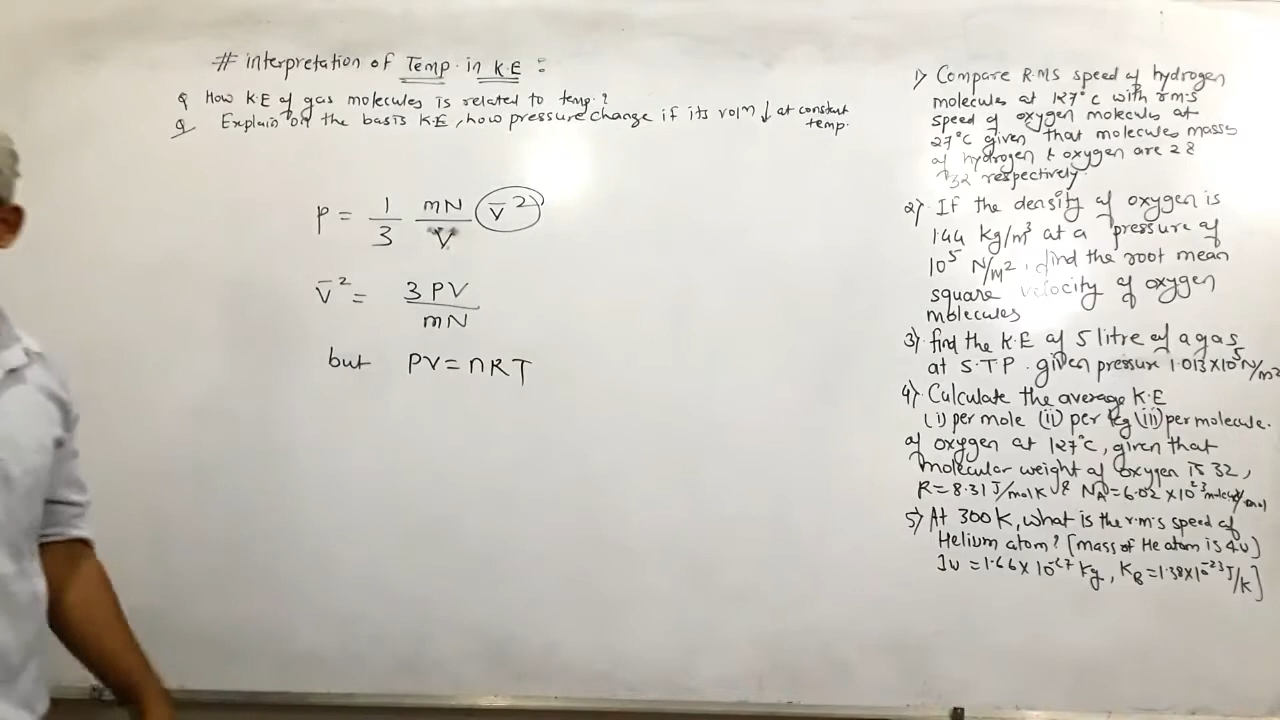 # interpretation of Temp. in K.E :
Q How K.E of gas molecules is related to temp.?
Q Explain on the basis K.E, how pressure change if its volm ↓ at constant
temp.
P = 1/3 mN/V v̄²
v̄² = 3PV/mN
but PV = nRT
1) Compare R.M.S speed of hydrogen
molecules at 127°C with r.m.s
speed of oxygen molecules at
27°C given that molecules masses
of hydrogen & oxygen are 2 &
32 respectively.
2) If the density of oxygen is
1.44 kg/m³ at a pressure of
10⁵ N/m², find the root mean
square velocity of oxygen
molecules
3) find the K.E of 5 litre of a gas
at S.T.P. given pressure 1.013×10⁵ N/m²
4) Calculate the average K.E
(i) per mole (ii) per kg (iii) per molecule.
of oxygen at 127°C, given that
molecular weight of oxygen is 32,
R = 8.31 J/mol K & N_A = 6.02 × 10²³
5) At 300K, what is the r.m.s speed of
Helium atom? [mass of He atom is 4u]
1u = 1.66 × 10⁻²⁷ Kg, K_B = 1.38×10⁻²³ J/K]